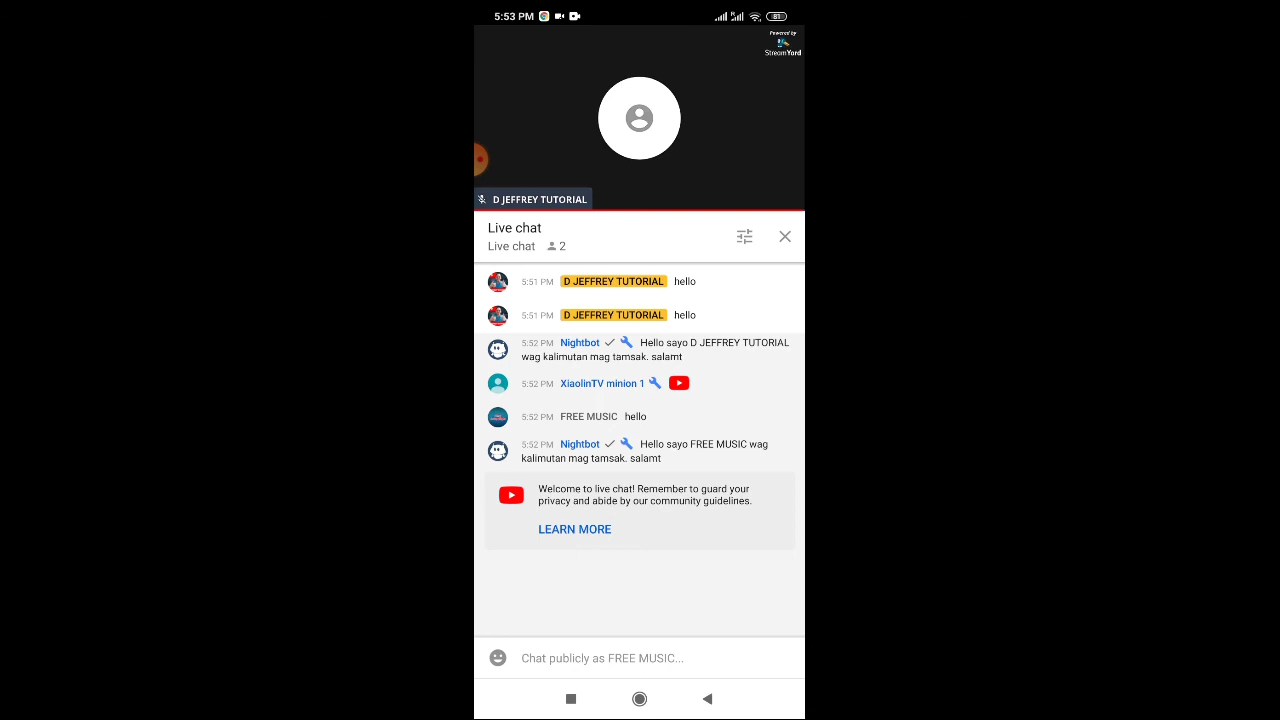 5:53 PM
81
Powered by
StreamYard
D JEFFREY TUTORIAL
Live chat
Live chat 2
5:51 PM D JEFFREY TUTORIAL hello
5:51 PM D JEFFREY TUTORIAL hello
5:52 PM Nightbot Hello sayo D JEFFREY TUTORIAL
wag kalimutan mag tamsak. salamt
5:52 PM XiaolinTV minion 1
5:52 PM FREE MUSIC hello
5:52 PM Nightbot Hello sayo FREE MUSIC wag
kalimutan mag tamsak. salamt
Welcome to live chat! Remember to guard your
privacy and abide by our community guidelines.
LEARN MORE
Chat publicly as FREE MUSIC...